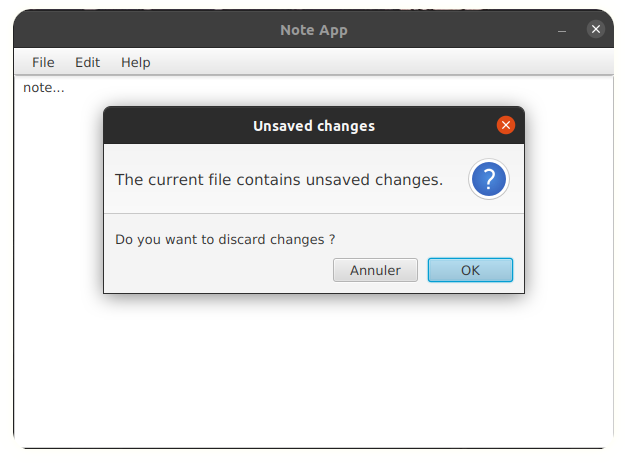 Note App
File Edit Help
note...
Unsaved changes
The current file contains unsaved changes.
?
Do you want to discard changes ?
Annuler OK